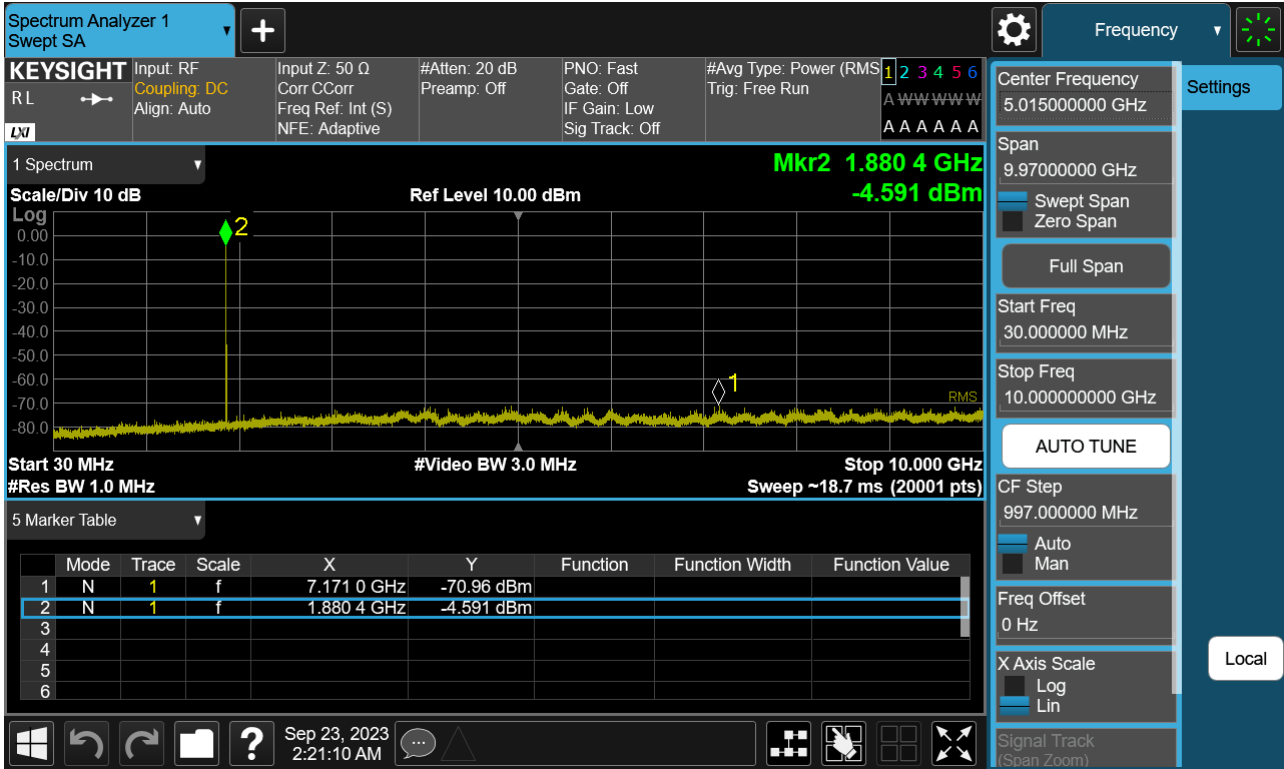 Spectrum Analyzer 1
Swept SA
Frequency
KEYSIGHT
R L
LXI
Input: RF
Coupling: DC
Align: Auto
Input Z: 50 Ω
Corr CCorr
Freq Ref: Int (S)
NFE: Adaptive
#Atten: 20 dB
Preamp: Off
PNO: Fast
Gate: Off
IF Gain: Low
Sig Track: Off
#Avg Type: Power (RMS
Trig: Free Run
1 2 3 4 5 6
A W W W W W
A A A A A A
1 Spectrum
Mkr2 1.880 4 GHz
Scale/Div 10 dB
Ref Level 10.00 dBm
-4.591 dBm
Log
0.00
-10.0
-20.0
-30.0
-40.0
-50.0
-60.0
-70.0
-80.0
2
1
RMS
Start 30 MHz
#Video BW 3.0 MHz
Stop 10.000 GHz
#Res BW 1.0 MHz
Sweep ~18.7 ms (20001 pts)
5 Marker Table
Mode Trace Scale X Y Function Function Width Function Value
1 N 1 f 7.171 0 GHz -70.96 dBm
2 N 1 f 1.880 4 GHz -4.591 dBm
3
4
5
6
Center Frequency
5.015000000 GHz
Span
9.97000000 GHz
Swept Span
Zero Span
Full Span
Start Freq
30.000000 MHz
Stop Freq
10.000000000 GHz
AUTO TUNE
CF Step
997.000000 MHz
Auto
Man
Freq Offset
0 Hz
X Axis Scale
Log
Lin
Signal Track
(Span Zoom)
Settings
Local
?
Sep 23, 2023
2:21:10 AM